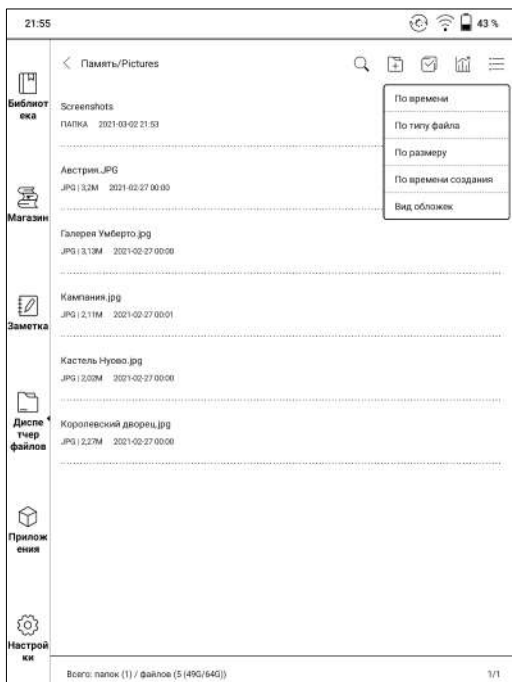 21:55
43 %
Память/Pictures
Библиот
ека
Магазин
Заметка
Диспе
тчер
файлов
Прилож
ения
Настрой
ки
Screenshots
ПАПКА 2021-03-02 21:53
Австрия.JPG
JPG | 3,2M 2021-02-27 00:00
Галерея Умберто.jpg
JPG | 3,13M 2021-02-27 00:00
Кампания.jpg
JPG | 2,11M 2021-02-27 00:01
Кастель Нуово.jpg
JPG | 2,02M 2021-02-27 00:00
Королевский дворец.jpg
JPG | 2,27M 2021-02-27 00:00
По времени
По типу файла
По размеру
По времени создания
Вид обложек
Всего: папок (1) / файлов (5 (49G/64G))
1/1